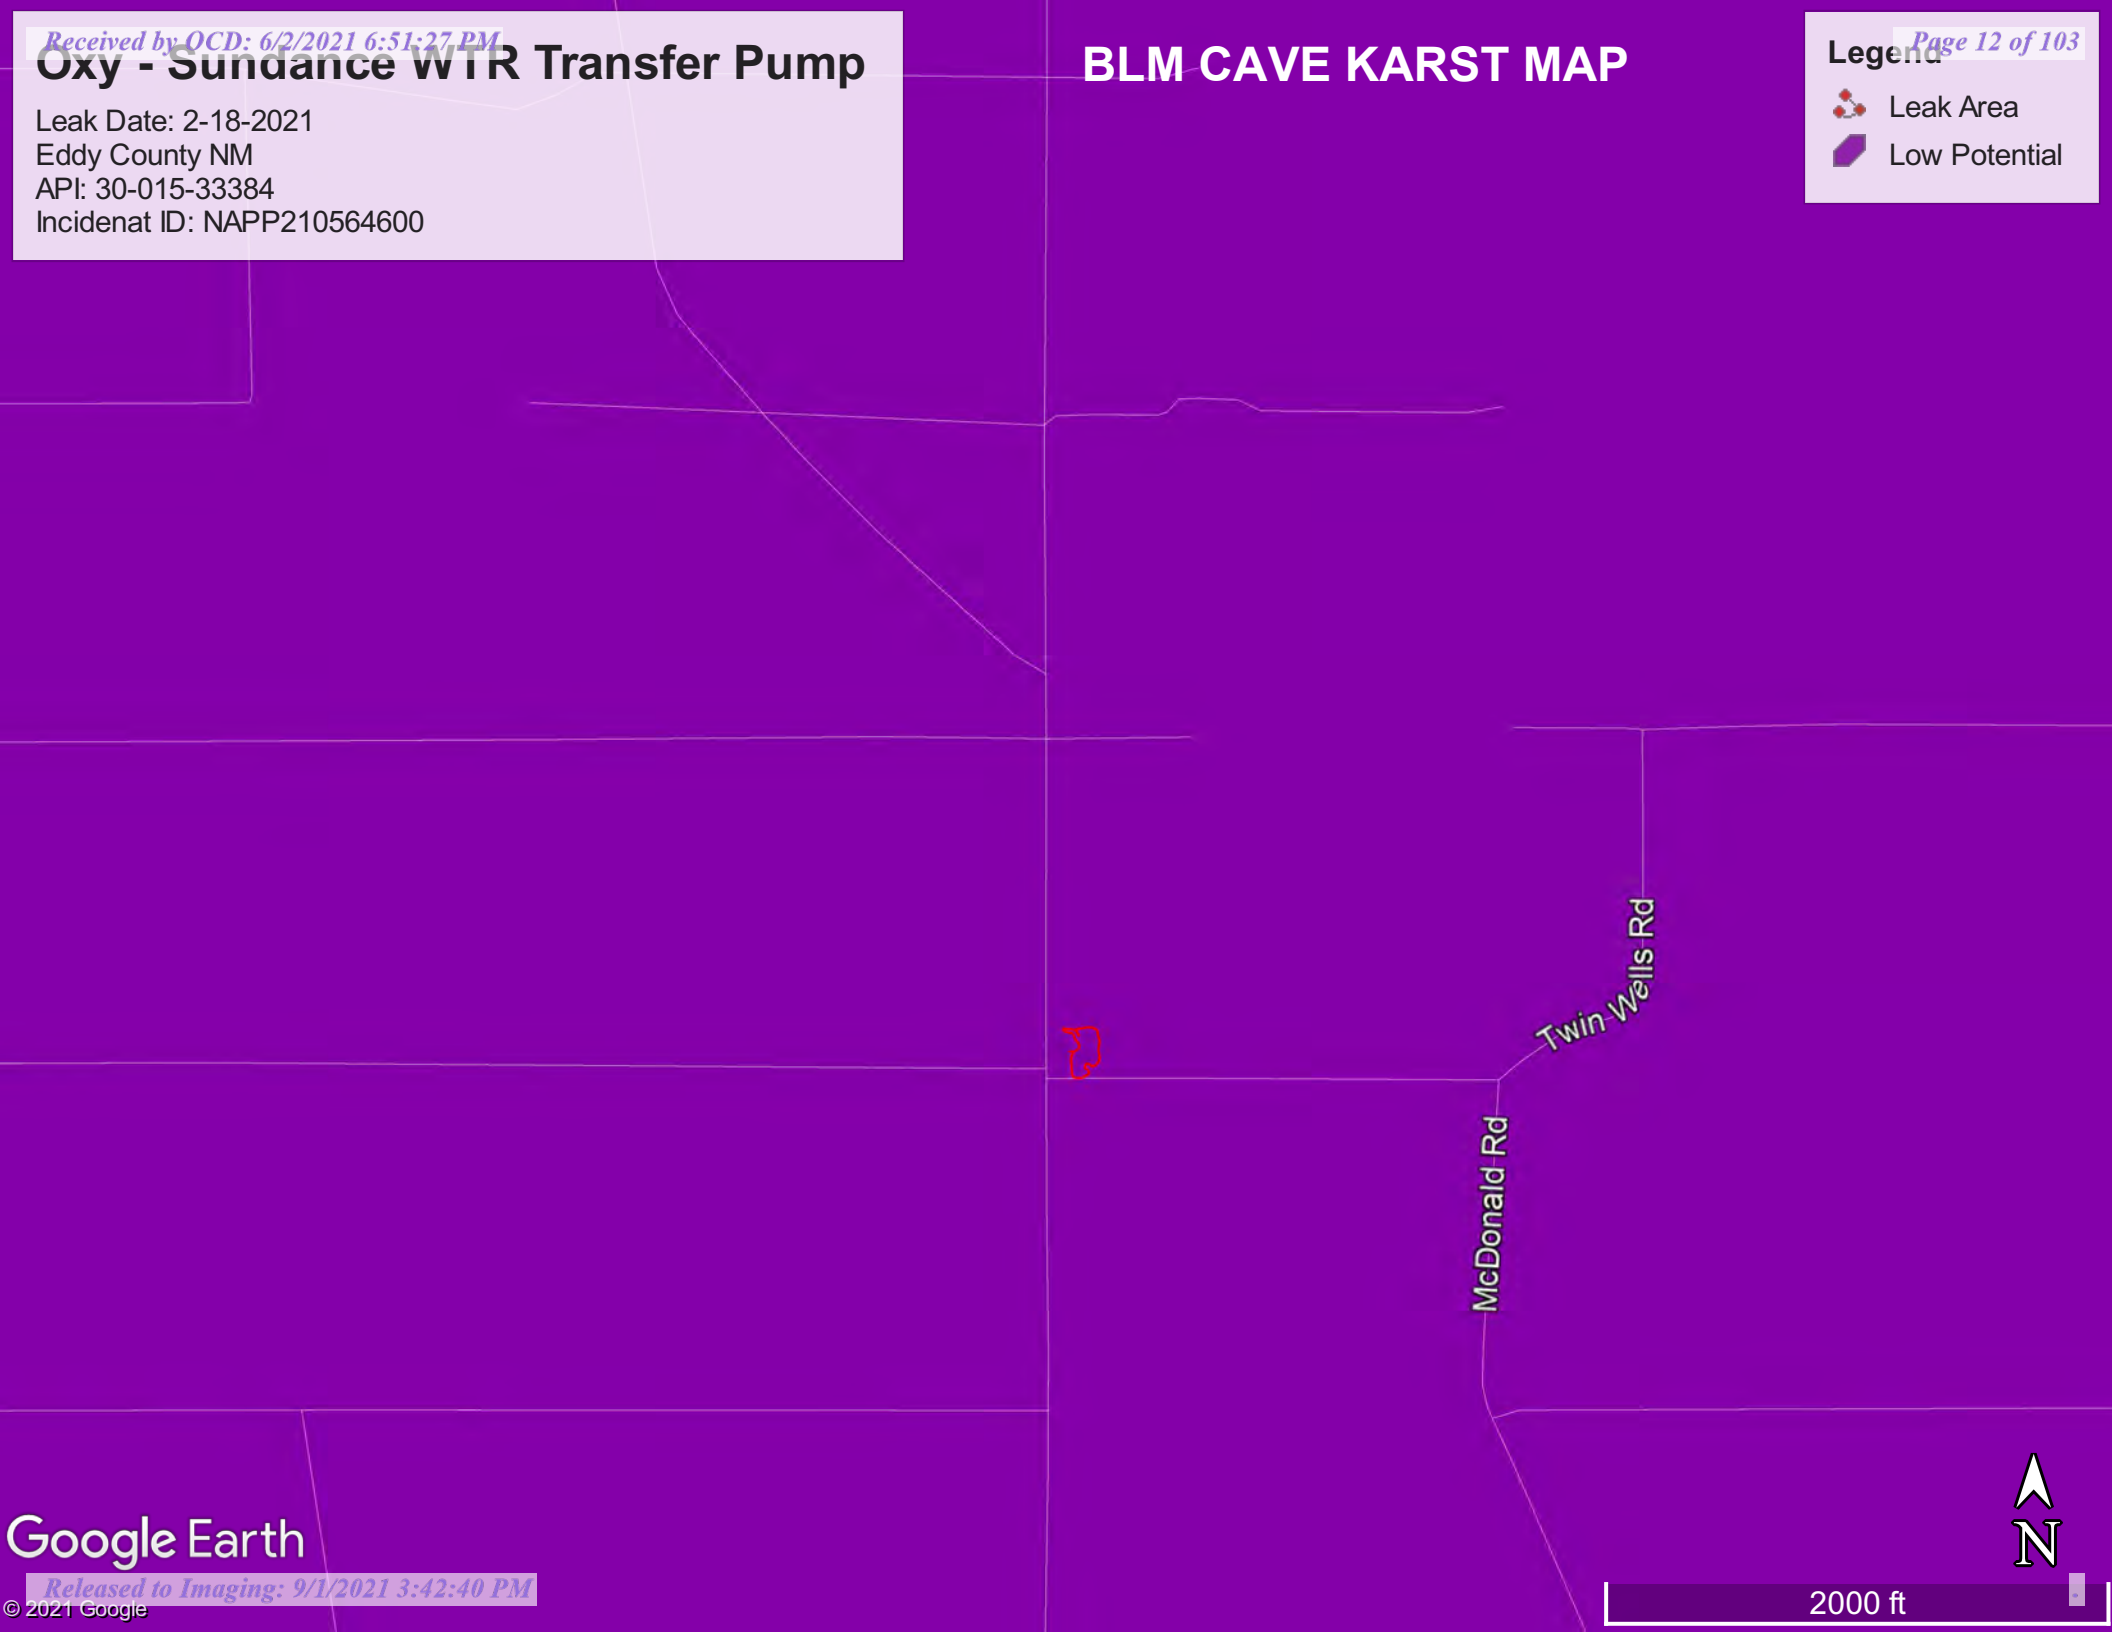 Received by OCD: 6/2/2021 6:51:27 PM
Oxy - Sundance WTR Transfer Pump
Leak Date: 2-18-2021
Eddy County NM
API: 30-015-33384
Incidenat ID: NAPP210564600
BLM CAVE KARST MAP
Page 12 of 103
Legend
Leak Area
Low Potential
Twin Wells Rd
McDonald Rd
N
2000 ft
Google Earth
Released to Imaging: 9/1/2021 3:42:40 PM
© 2021 Google